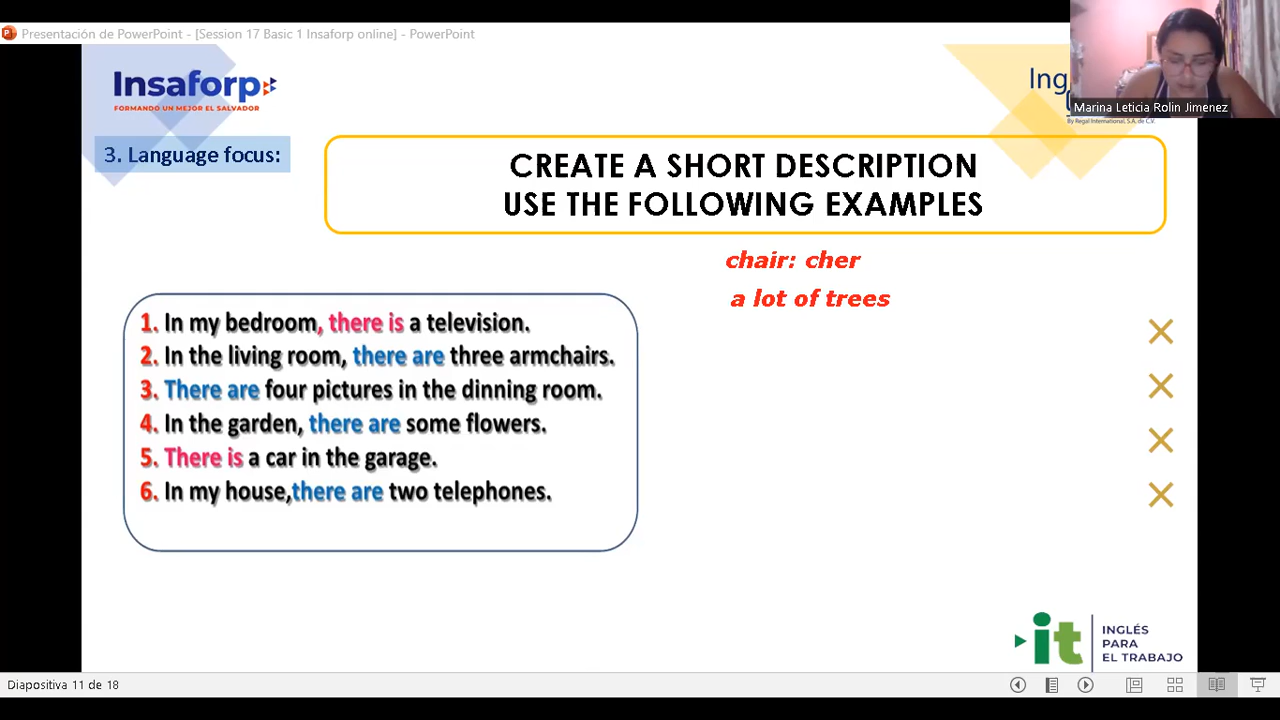 Presentación de PowerPoint - [Session 17 Basic 1 Insaforp online] - PowerPoint
Insaforp
FORMANDO UN MEJOR EL SALVADOR
Ing
By Regal International, S.A. de C.V.
Marina Leticia Rolin Jimenez
3. Language focus:
CREATE A SHORT DESCRIPTION
USE THE FOLLOWING EXAMPLES
chair: cher
a lot of trees
1. In my bedroom, there is a television.
2. In the living room, there are three armchairs.
3. There are four pictures in the dinning room.
4. In the garden, there are some flowers.
5. There is a car in the garage.
6. In my house,there are two telephones.
it
INGLÉS
PARA
EL TRABAJO
Diapositiva 11 de 18